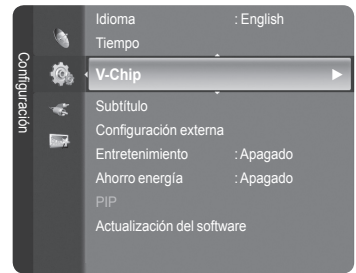 Configuración
Idioma : English
Tiempo
V-Chip
Subtítulo
Configuración externa
Entretenimiento : Apagado
Ahorro energía : Apagado
PIP
Actualización del software